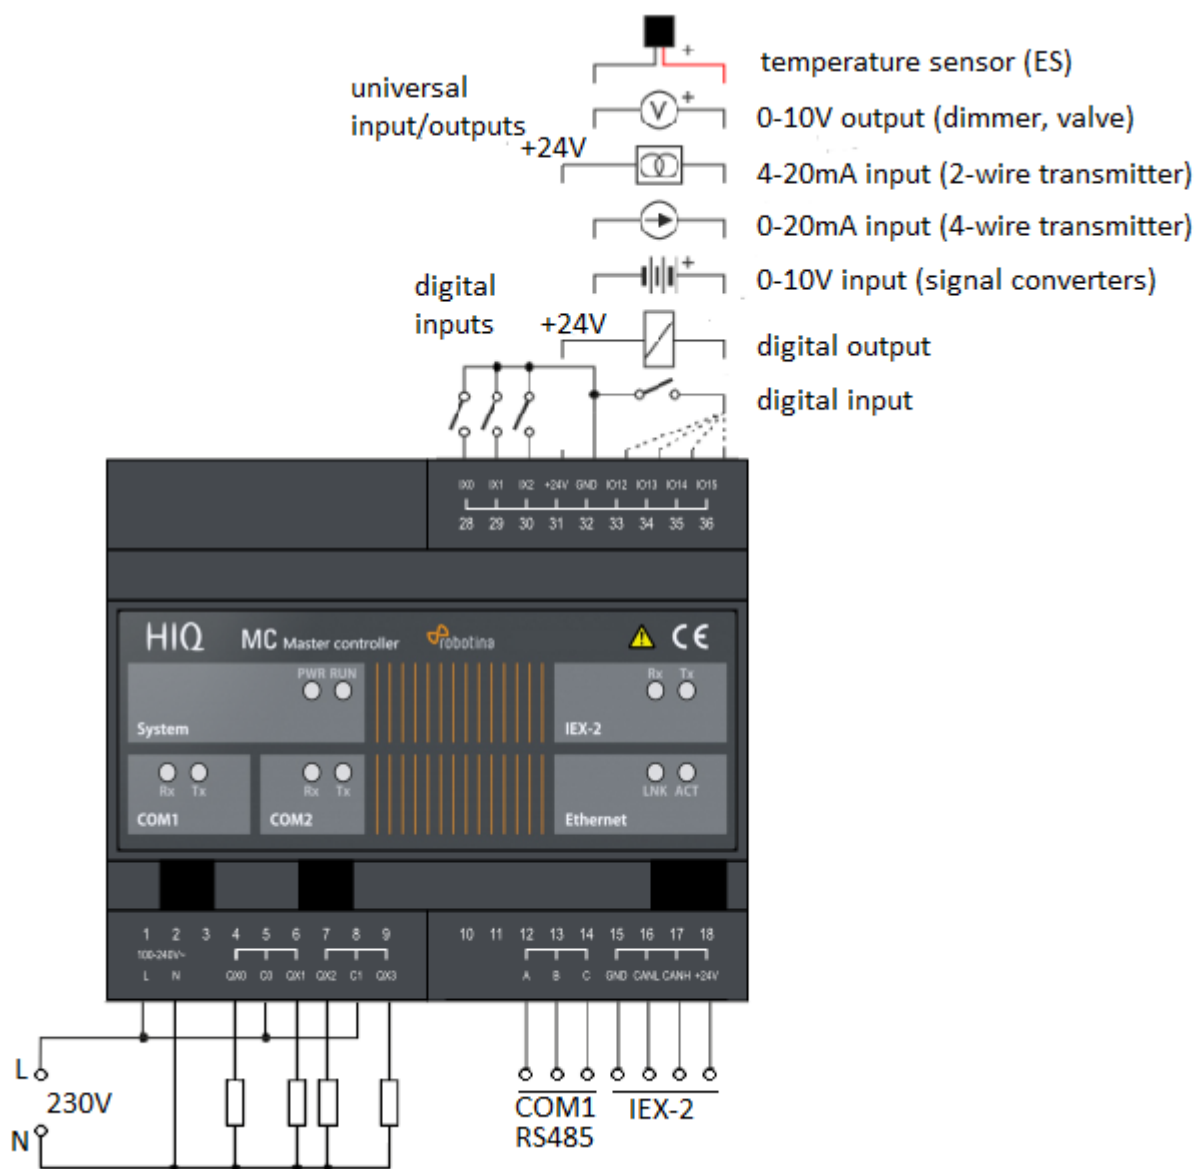 +
temperature sensor (ES)
universal
input/outputs
V
+
0-10V output (dimmer, valve)
+24V
4-20mA input (2-wire transmitter)
0-20mA input (4-wire transmitter)
+
0-10V input (signal converters)
digital
inputs
+24V
digital output
digital input
IX0 IX1 IX2 +24V GND IO12 IO13 IO14 IO15
28 29 30 31 32 33 34 35 36
HIQ MC Master controller robotina CE
PWR RUN
System
Rx Tx
IEX-2
Rx Tx
COM1
Rx Tx
COM2
LNK ACT
Ethernet
1 2 3 4 5 6 7 8 9
100-240V~
L N QX0 C0 QX1 QX2 C1 QX3
10 11 12 13 14 15 16 17 18
A B C GND CANL CANH +24V
L
230V
N
COM1
RS485
IEX-2